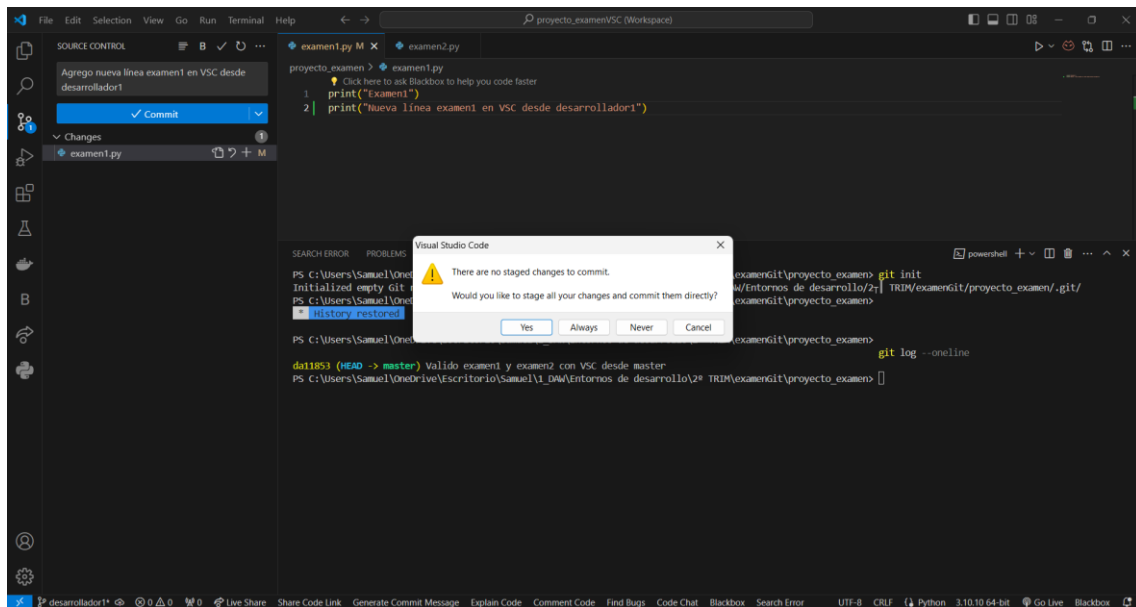 File Edit Selection View Go Run Terminal Help
proyecto_examenVSC (Workspace)
SOURCE CONTROL
Agrego nueva línea examen1 en VSC desde
desarrollador1
Commit
Changes 1
examen1.py M
examen1.py M
examen2.py
proyecto_examen > examen1.py
Click here to ask Blackbox to help you code faster
1 print("Examen1")
2 print("Nueva línea examen1 en VSC desde desarrollador1")
SEARCH ERROR PROBLEMS
powershell
PS C:\Users\Samuel\OneD
.examenGit\proyecto_examen> git init
Initialized empty Git r
W/Entornos de desarrollo/2┬║ TRIM/examenGit/proyecto_examen/.git/
PS C:\Users\Samuel\OneD
.examenGit\proyecto_examen>
* History restored
PS C:\Users\Samuel\OneD
.examenGit\proyecto_examen>
git log --oneline
da11853 (HEAD -> master) Valido examen1 y examen2 con VSC desde master
PS C:\Users\Samuel\OneDrive\Escritorio\Samuel\1_DAW\Entornos de desarrollo\2º TRIM\examenGit\proyecto_examen>
Visual Studio Code
There are no staged changes to commit.
Would you like to stage all your changes and commit them directly?
Yes Always Never Cancel
desarrollador1* 0 0 0 Live Share Share Code Link Generate Commit Message Explain Code Comment Code Find Bugs Code Chat Blackbox Search Error UTF-8 CRLF Python 3.10.10 64-bit Go Live Blackbox